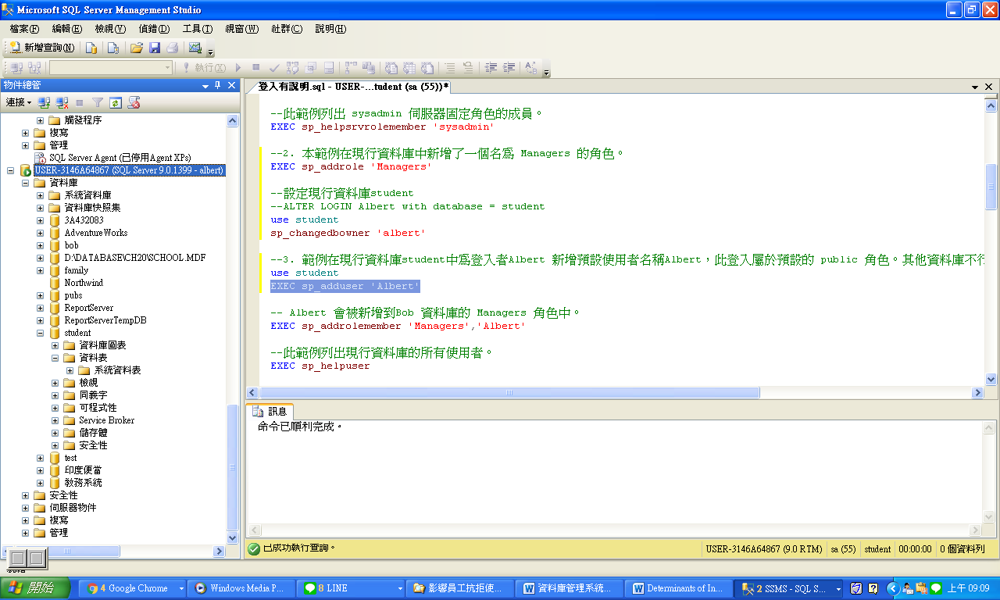 Microsoft SQL Server Management Studio
檔案(F) 編輯(E) 檢視(V) 偵錯(D) 工具(T) 視窗(W) 社群(C) 說明(H)
新增查詢(N)
執行(X)
物件總管
登入有說明.sql - USER-...tudent (sa (55))*
連接
觸發程序
複寫
管理
SQL Server Agent (已停用Agent XPs)
USER-3146A64867 (SQL Server 9.0.1399 - albert)
資料庫
系統資料庫
資料庫快照集
3A432083
AdventureWorks
bob
D:\DATABASE\CH20\SCHOOL.MDF
family
Northwind
pubs
ReportServer
ReportServerTempDB
student
資料庫圖表
資料表
系統資料表
檢視
同義字
可程式性
Service Broker
儲存體
安全性
test
印度便當
教務系統
安全性
伺服器物件
複寫
管理
--此範例列出 sysadmin 伺服器固定角色的成員。
EXEC sp_helpsrvrolemember 'sysadmin'
--2. 本範例在現行資料庫中新增了一個名為 Managers 的角色。
EXEC sp_addrole 'Managers'
--設定現行資料庫student
--ALTER LOGIN Albert with database = student
use student
sp_changedbowner 'albert'
--3. 範例在現行資料庫student中為登入者Albert 新增預設使用者名稱Albert，此登入屬於預設的 public 角色。其他資料庫不行
use student
EXEC sp_adduser 'Albert'
-- Albert 會被新增到Bob 資料庫的 Managers 角色中。
EXEC sp_addrolemember 'Managers','Albert'
--此範例列出現行資料庫的所有使用者。
EXEC sp_helpuser
訊息
命令已順利完成。
已成功執行查詢。 USER-3146A64867 (9.0 RTM) sa (55) student 00:00:00 0 個資料列
開始 4 Google Chrome Windows Media P... 8 LINE 影響員工抗拒使... 資料庫管理系統... Determinants of In... 2 SSMS - SQL S... 上午 09:09